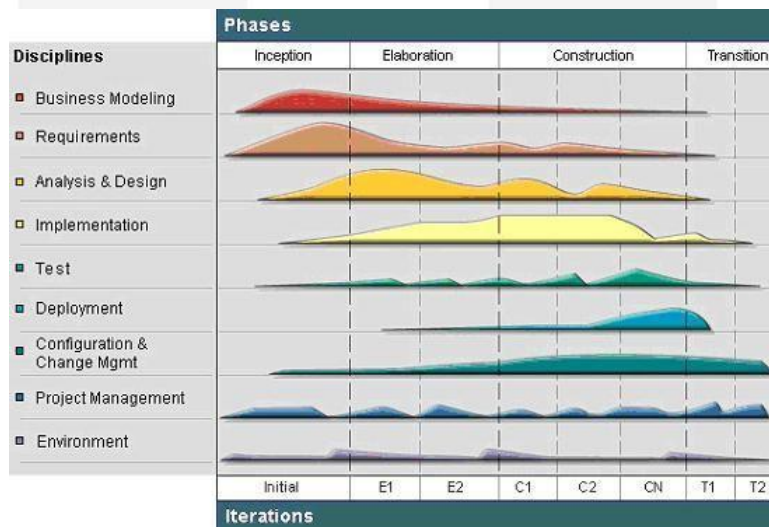 Phases
Disciplines
Inception
Elaboration
Construction
Transition
Business Modeling
Requirements
Analysis & Design
Implementation
Test
Deployment
Configuration &
Change Mgmt
Project Management
Environment
Initial
E1
E2
C1
C2
CN
T1
T2
Iterations